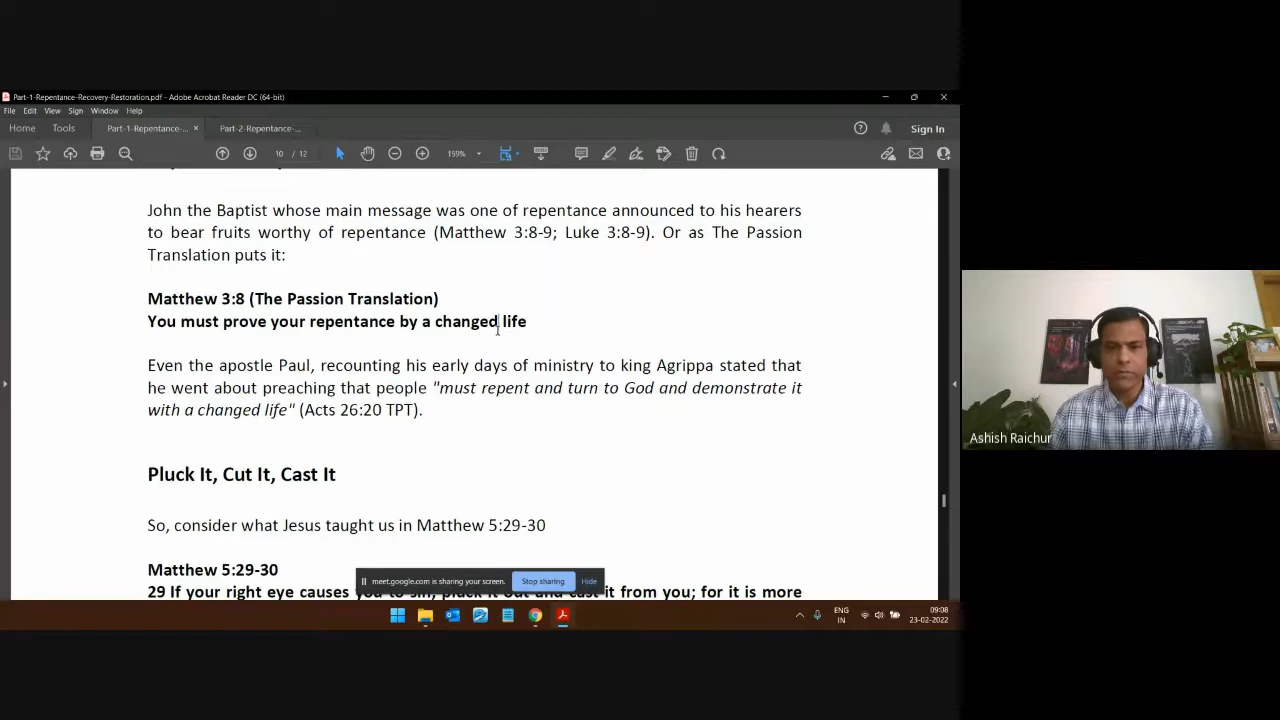 Part-1-Repentance-Recovery-Restoration.pdf - Adobe Acrobat Reader DC (64-bit)
File Edit View Sign Window Help
Home Tools Part-1-Repentance-... × Part-2-Repentance-... Sign In
10 / 12 159%
John the Baptist whose main message was one of repentance announced to his hearers
to bear fruits worthy of repentance (Matthew 3:8-9; Luke 3:8-9). Or as The Passion
Translation puts it:
Matthew 3:8 (The Passion Translation)
You must prove your repentance by a changed life
Even the apostle Paul, recounting his early days of ministry to king Agrippa stated that
he went about preaching that people "must repent and turn to God and demonstrate it
with a changed life" (Acts 26:20 TPT).
Pluck It, Cut It, Cast It
So, consider what Jesus taught us in Matthew 5:29-30
Matthew 5:29-30
29 If your right eye causes you to sin, pluck it out and cast it from you; for it is more
meet.google.com is sharing your screen. Stop sharing Hide
ENG
IN
09:08
23-02-2022
Ashish Raichur